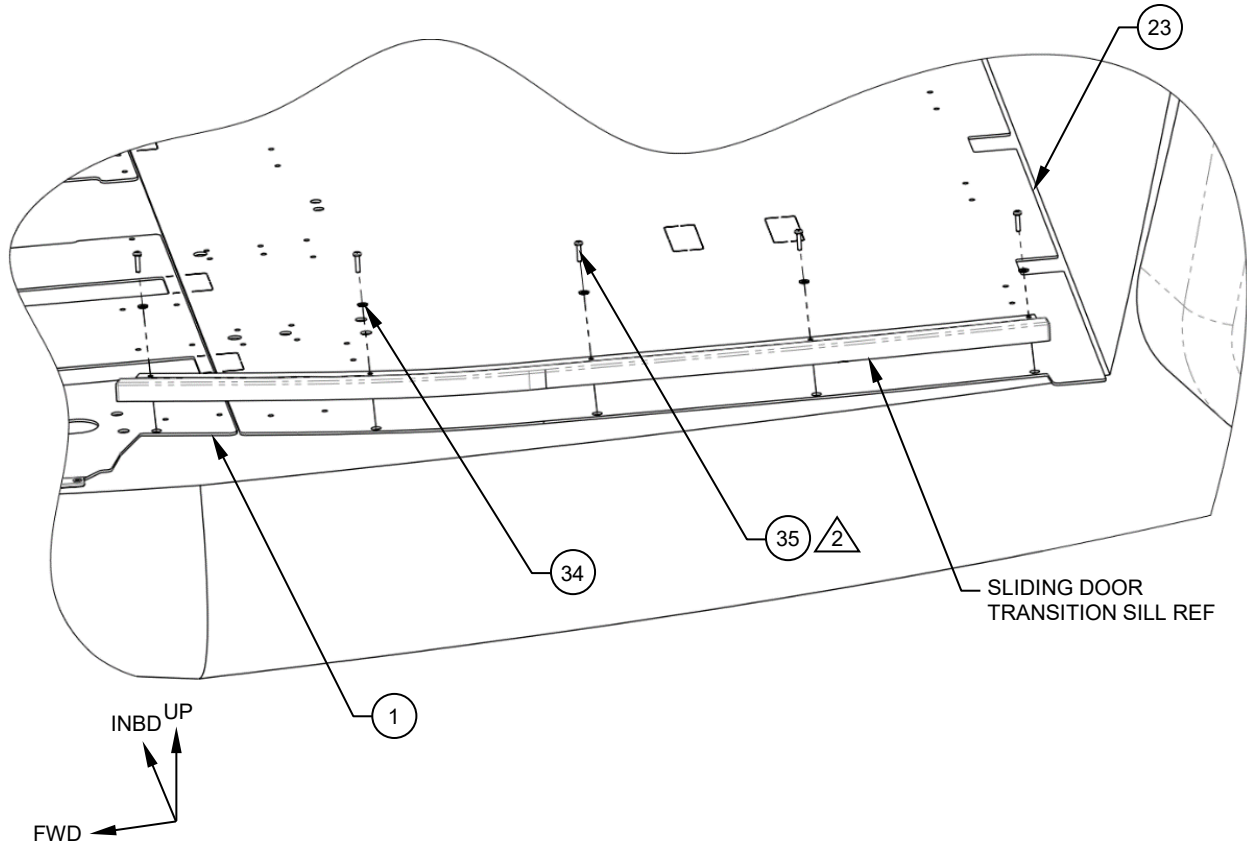 23
35 2
34
SLIDING DOOR
TRANSITION SILL REF
1
INBD UP
FWD